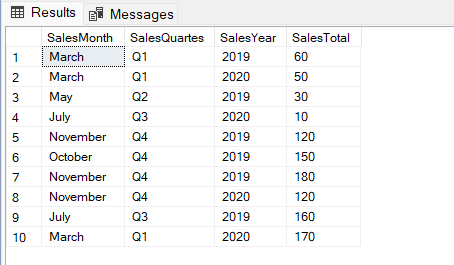 Results Messages
SalesMonth SalesQuartes SalesYear SalesTotal
1 March Q1 2019 60
2 March Q1 2020 50
3 May Q2 2019 30
4 July Q3 2020 10
5 November Q4 2019 120
6 October Q4 2019 150
7 November Q4 2019 180
8 November Q4 2020 120
9 July Q3 2019 160
10 March Q1 2020 170